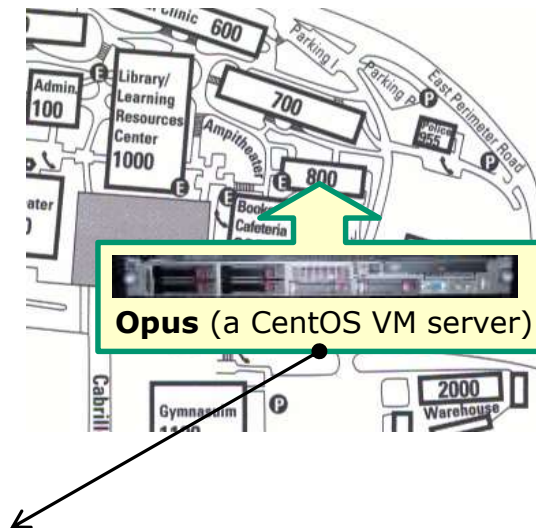 Clinic
600
Parking I
Parking P
East Perimeter Road
Admin.
100
Library/
Learning
Resources
Center
1000
700
Police
955
Ampitheater
800
Cafeteria
Opus (a CentOS VM server)
2000
Warehouse
Gymnasuim
P
P
P
E
E
E
E